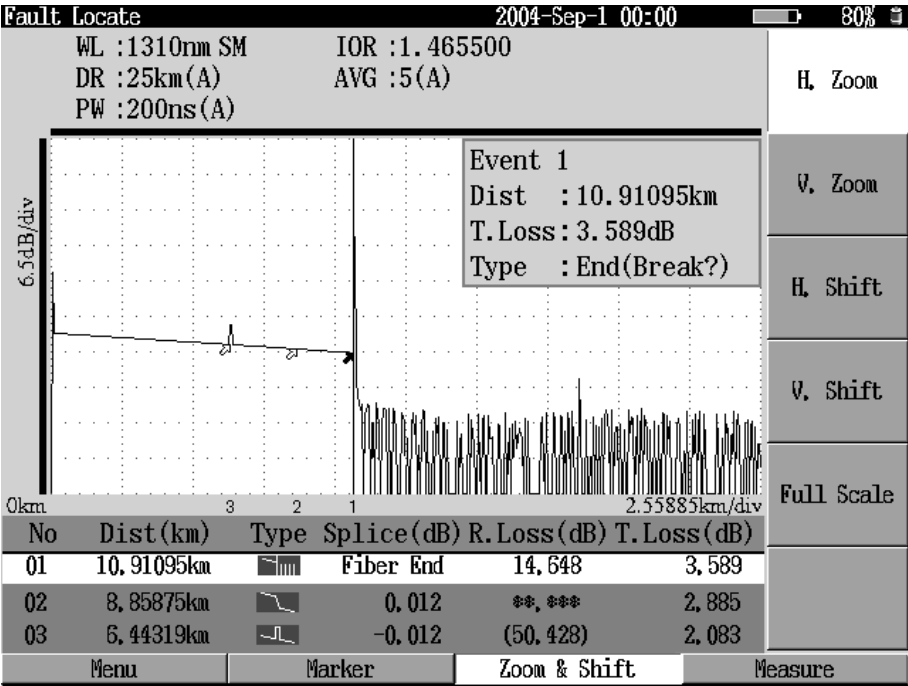 Fault Locate 2004-Sep-1 00:00 80%
WL :1310nm SM IOR :1.465500
DR :25km(A) AVG :5(A)
PW :200ns(A)
H. Zoom
V. Zoom
H. Shift
V. Shift
Full Scale
6.5dB/div
Event 1
Dist :10.91095km
T.Loss:3.589dB
Type :End(Break?)
0km 3 2 1 2.55885km/div
No Dist(km) Type Splice(dB) R.Loss(dB) T.Loss(dB)
01 10.91095km Fiber End 14.648 3.589
02 8.85875km 0.012 **.*** 2.885
03 6.44319km -0.012 (50.428) 2.083
Menu Marker Zoom & Shift Measure